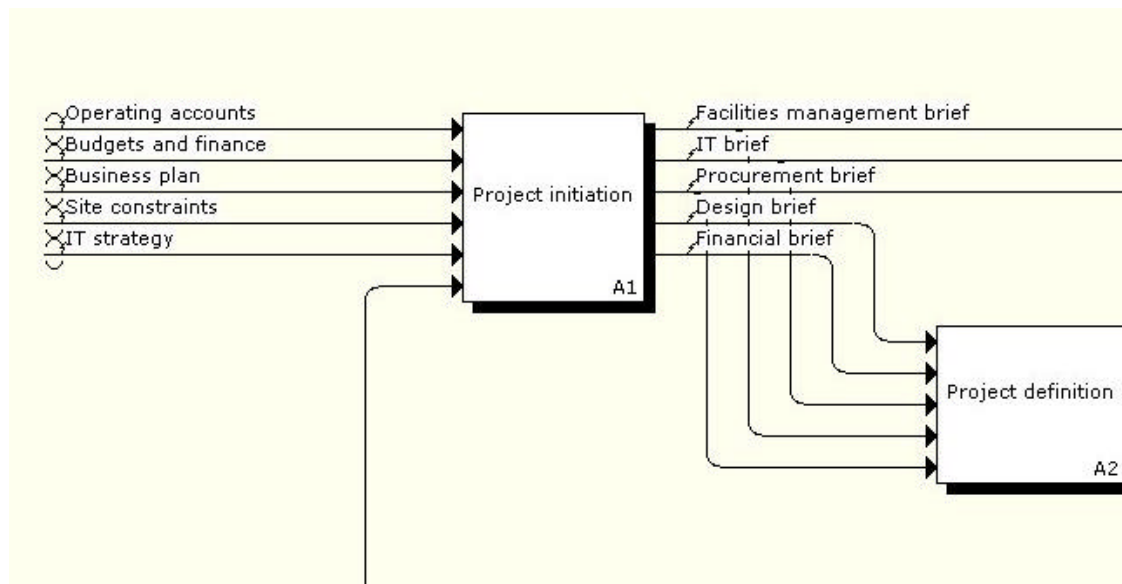 Operating accounts
Budgets and finance
Business plan
Site constraints
IT strategy
Project initiation
A1
Facilities management brief
IT brief
Procurement brief
Design brief
Financial brief
Project definition
A2